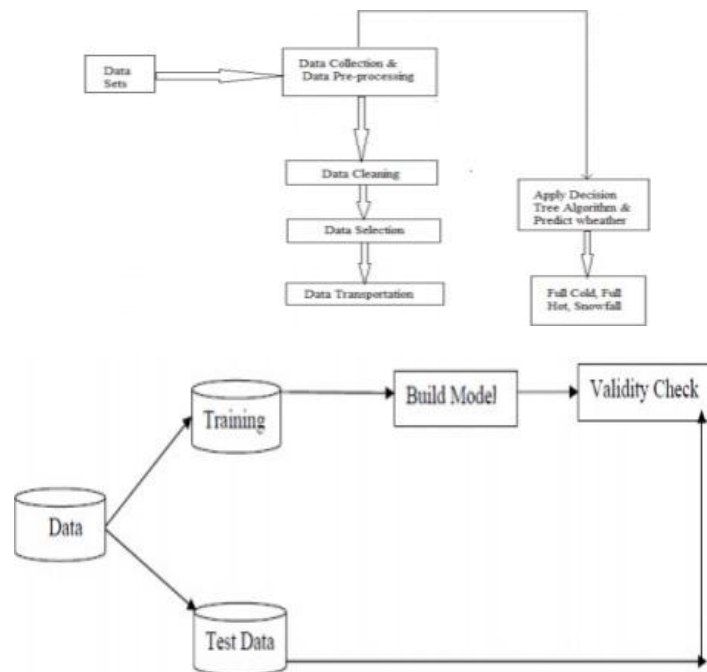 Data
Sets
Data Collection &
Data Pre-processing
Data Cleaning
Data Selection
Data Transportation
Apply Decision
Tree Algorithm &
Predict wheather
Full Cold, Full
Hot, Snowfall
Data
Training
Test Data
Build Model
Validity Check